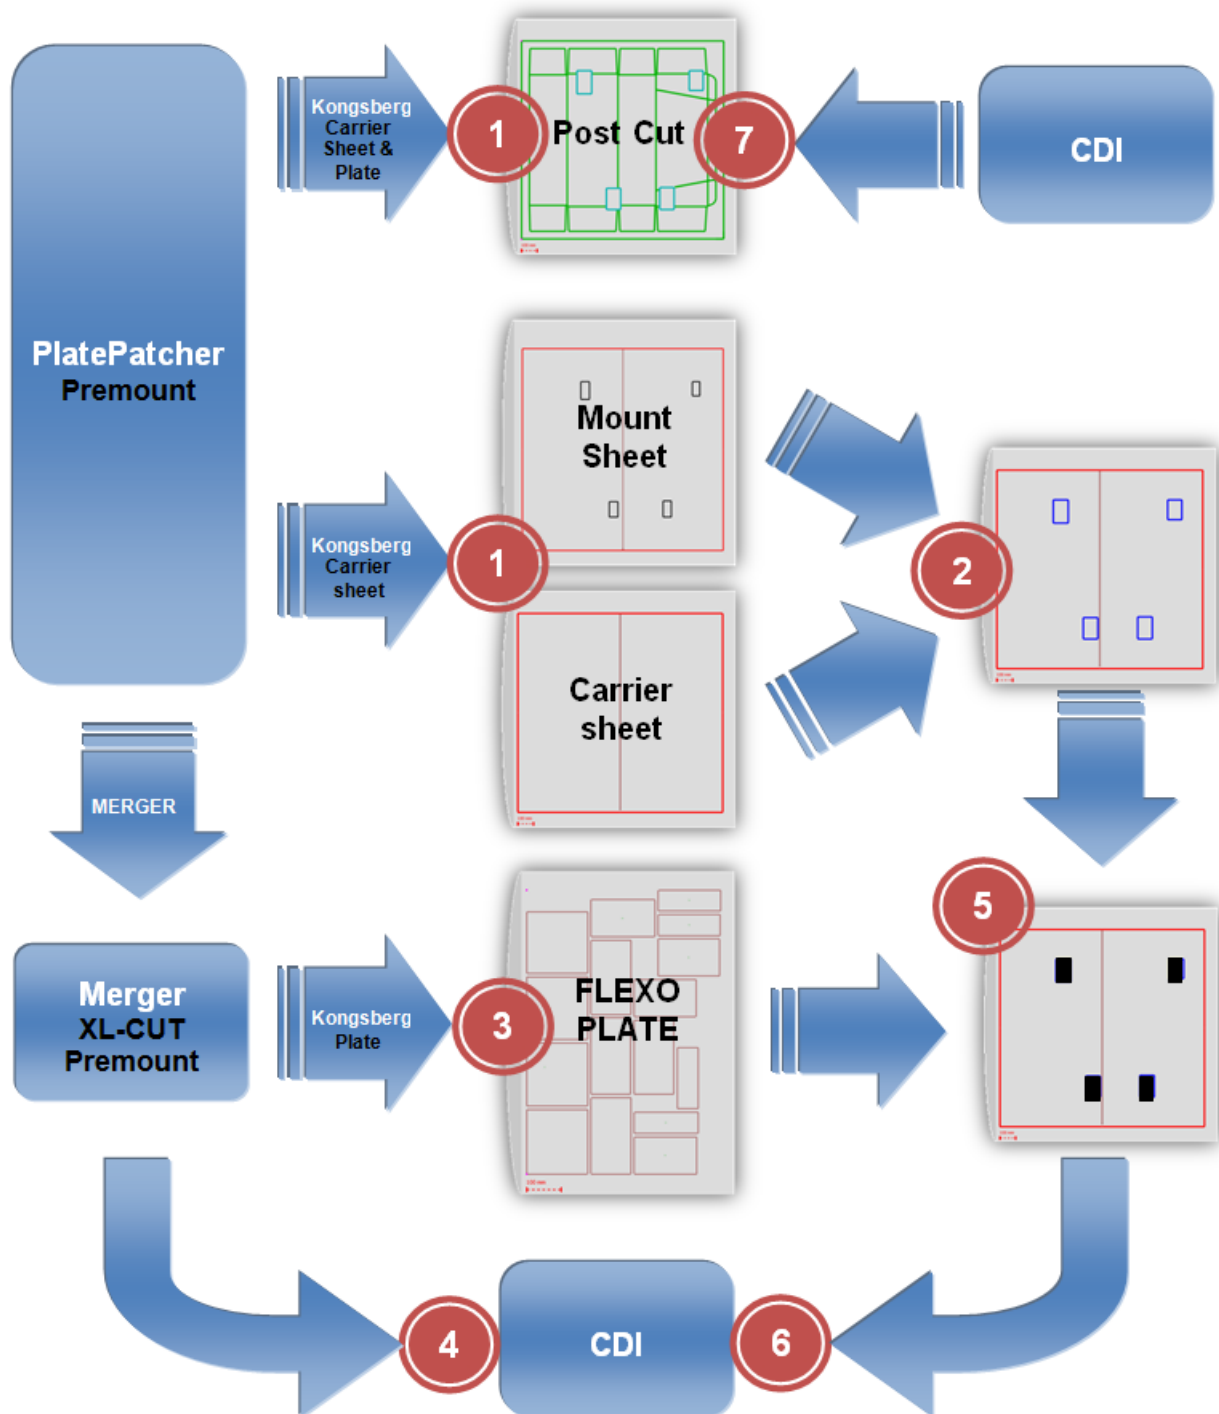 Kongsberg
Carrier
Sheet &
Plate
1
Post Cut
7
CDI
PlatePatcher
Premount
Kongsberg
Carrier
sheet
1
Mount
Sheet
2
Carrier
sheet
MERGER
5
Merger
XL-CUT
Premount
Kongsberg
Plate
3
FLEXO
PLATE
4
CDI
6